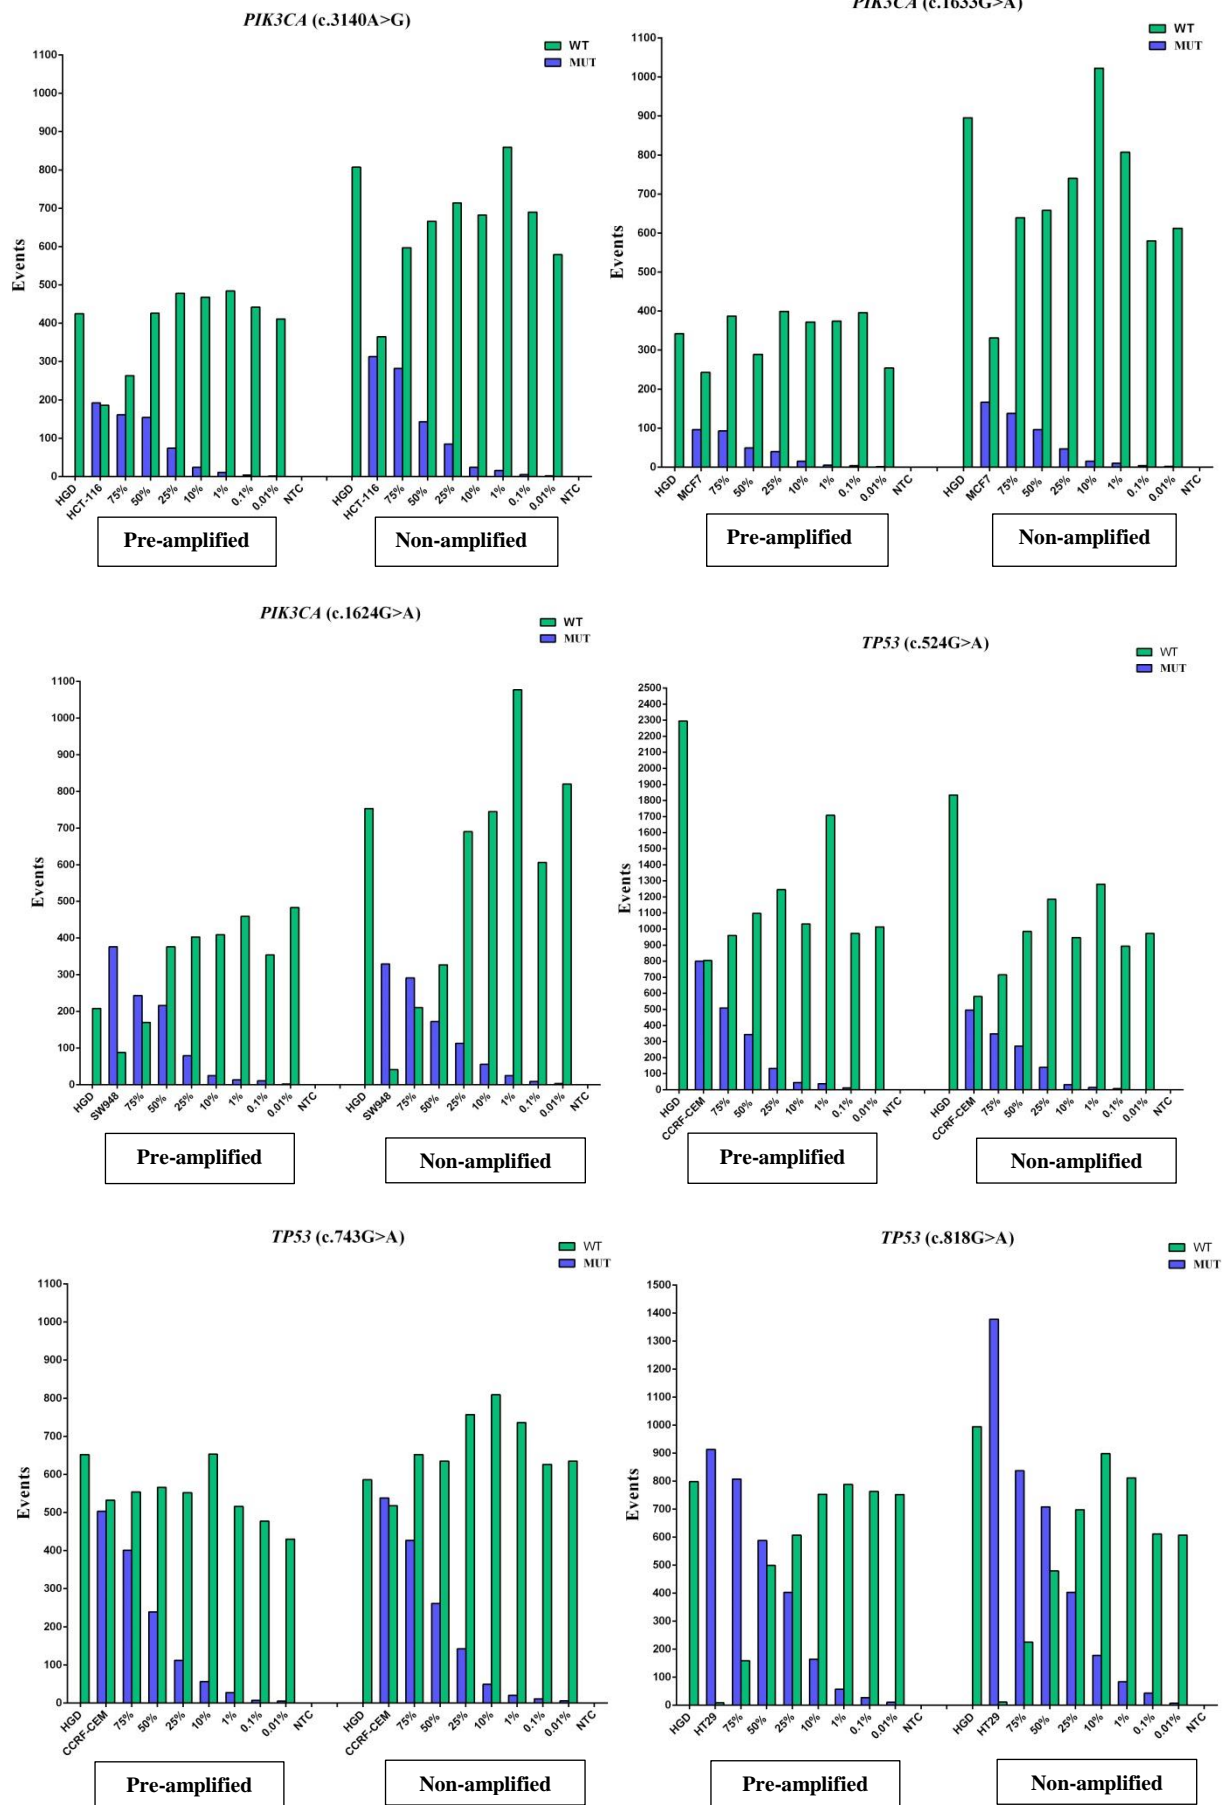 PIK3CA (c.3140A>G)
WT
MUT
1100
1000
900
800
700
600
500
400
300
200
100
0
Events
HGD HCT-116 75% 50% 25% 10% 1% 0.1% 0.01% NTC HGD HCT-116 75% 50% 25% 10% 1% 0.1% 0.01% NTC
Pre-amplified Non-amplified
PIK3CA (c.1633G>A)
WT
MUT
1100
1000
900
800
700
600
500
400
300
200
100
0
Events
HGD MCF7 75% 50% 25% 10% 1% 0.1% 0.01% NTC HGD MCF7 75% 50% 25% 10% 1% 0.1% 0.01% NTC
Pre-amplified Non-amplified
PIK3CA (c.1624G>A)
WT
MUT
1100
1000
900
800
700
600
500
400
300
200
100
0
Events
HGD SW948 75% 50% 25% 10% 1% 0.1% 0.01% NTC HGD SW948 75% 50% 25% 10% 1% 0.1% 0.01% NTC
Pre-amplified Non-amplified
TP53 (c.524G>A)
WT
MUT
2500
2400
2300
2200
2100
2000
1900
1800
1700
1600
1500
1400
1300
1200
1100
1000
900
800
700
600
500
400
300
200
100
0
Events
HGD CCRF-CEM 75% 50% 25% 10% 1% 0.1% 0.01% NTC HGD CCRF-CEM 75% 50% 25% 10% 1% 0.1% 0.01% NTC
Pre-amplified Non-amplified
TP53 (c.743G>A)
WT
MUT
1100
1000
900
800
700
600
500
400
300
200
100
0
Events
HGD CCRF-CEM 75% 50% 25% 10% 1% 0.1% 0.01% NTC HGD CCRF-CEM 75% 50% 25% 10% 1% 0.1% 0.01% NTC
Pre-amplified Non-amplified
TP53 (c.818G>A)
WT
MUT
1500
1400
1300
1200
1100
1000
900
800
700
600
500
400
300
200
100
0
Events
HGD HT29 75% 50% 25% 10% 1% 0.1% 0.01% NTC HGD HT29 75% 50% 25% 10% 1% 0.1% 0.01% NTC
Pre-amplified Non-amplified